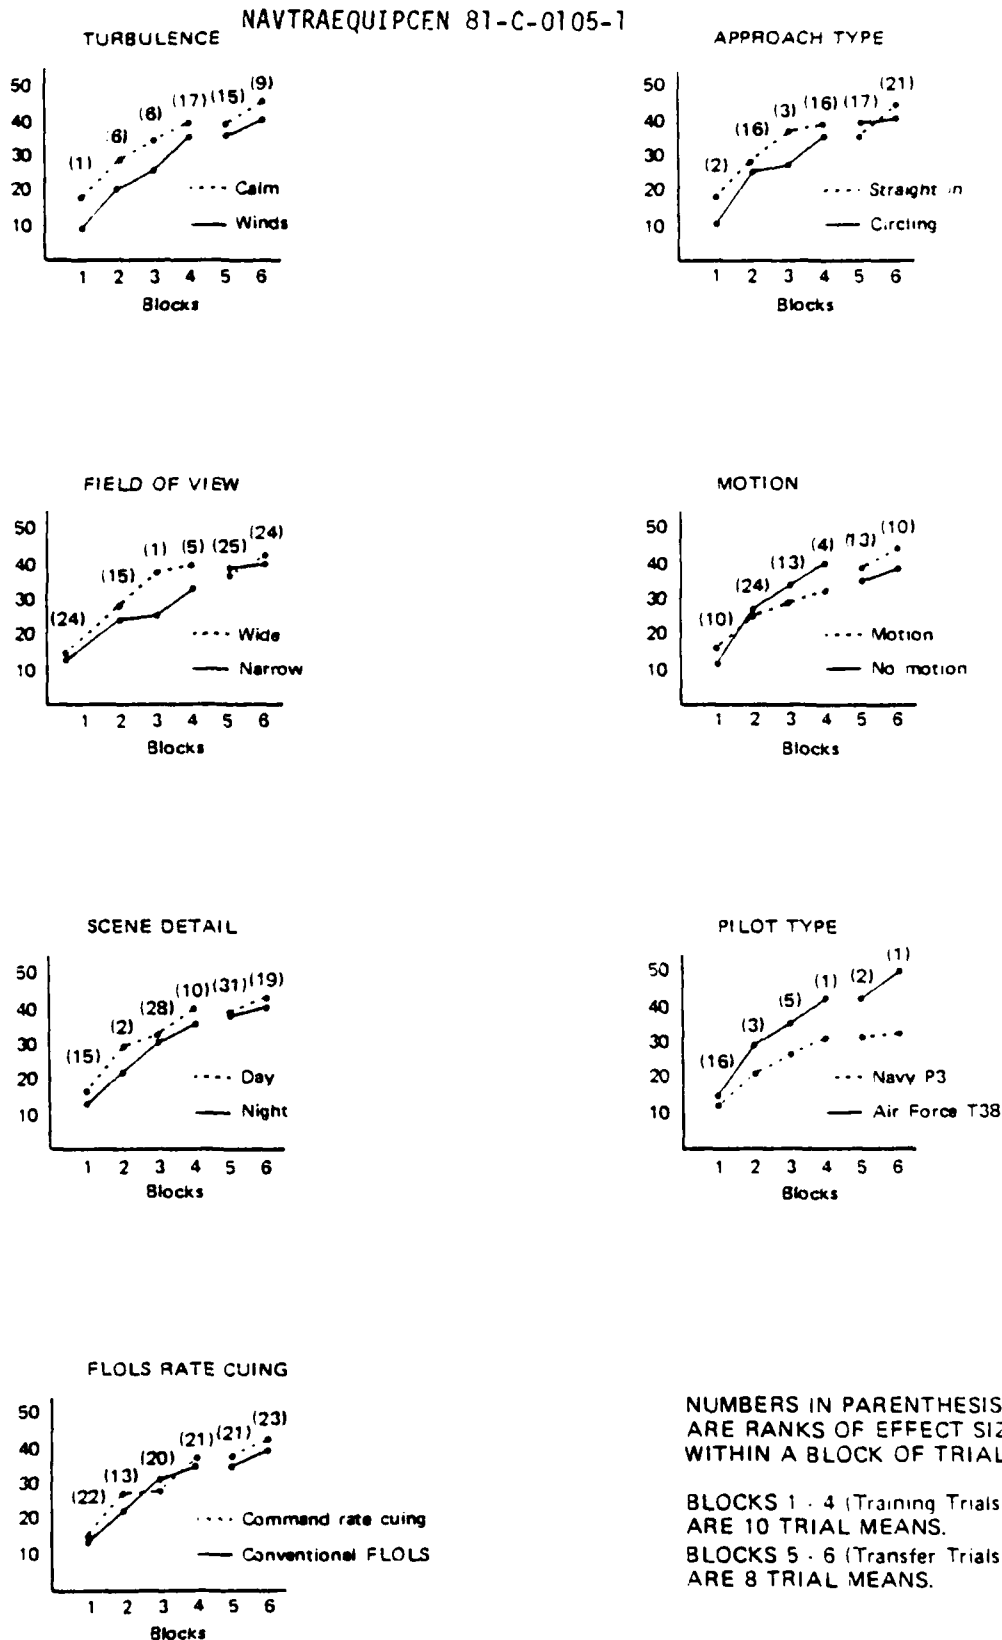 NAVTRAEQUIPCEN 81-C-0105-1
TURBULENCE
50
40
30
20
10
(1)
(6)
(6)
(17)
(15)
(9)
Calm
Winds
1 2 3 4 5 6
Blocks
APPROACH TYPE
50
40
30
20
10
(2)
(16)
(3)
(16)
(17)
(21)
Straight in
Circling
1 2 3 4 5 6
Blocks
FIELD OF VIEW
50
40
30
20
10
(24)
(15)
(1)
(5)
(25)
(24)
Wide
Narrow
1 2 3 4 5 6
Blocks
MOTION
50
40
30
20
10
(10)
(24)
(13)
(4)
(13)
(10)
Motion
No motion
1 2 3 4 5 6
Blocks
SCENE DETAIL
50
40
30
20
10
(15)
(2)
(28)
(10)
(31)
(19)
Day
Night
1 2 3 4 5 6
Blocks
PILOT TYPE
50
40
30
20
10
(16)
(3)
(5)
(1)
(2)
(1)
Navy P3
Air Force T38
1 2 3 4 5 6
Blocks
FLOLS RATE CUING
50
40
30
20
10
(22)
(13)
(20)
(21)
(21)
(23)
Command rate cuing
Conventional FLOLS
1 2 3 4 5 6
Blocks
NUMBERS IN PARENTHESIS
ARE RANKS OF EFFECT SIZ
WITHIN A BLOCK OF TRIAL
BLOCKS 1 - 4 (Training Trials
ARE 10 TRIAL MEANS.
BLOCKS 5 - 6 (Transfer Trials
ARE 8 TRIAL MEANS.